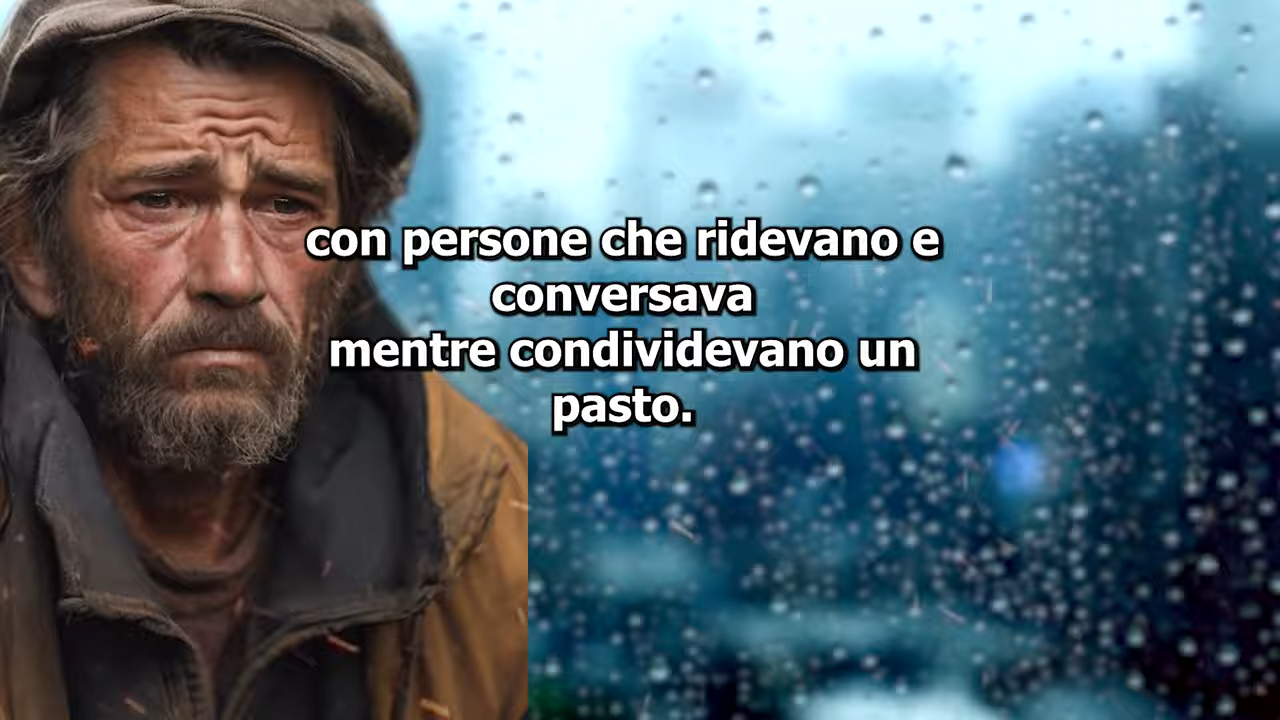 con persone che ridevano e
conversava
mentre condividevano un
pasto.